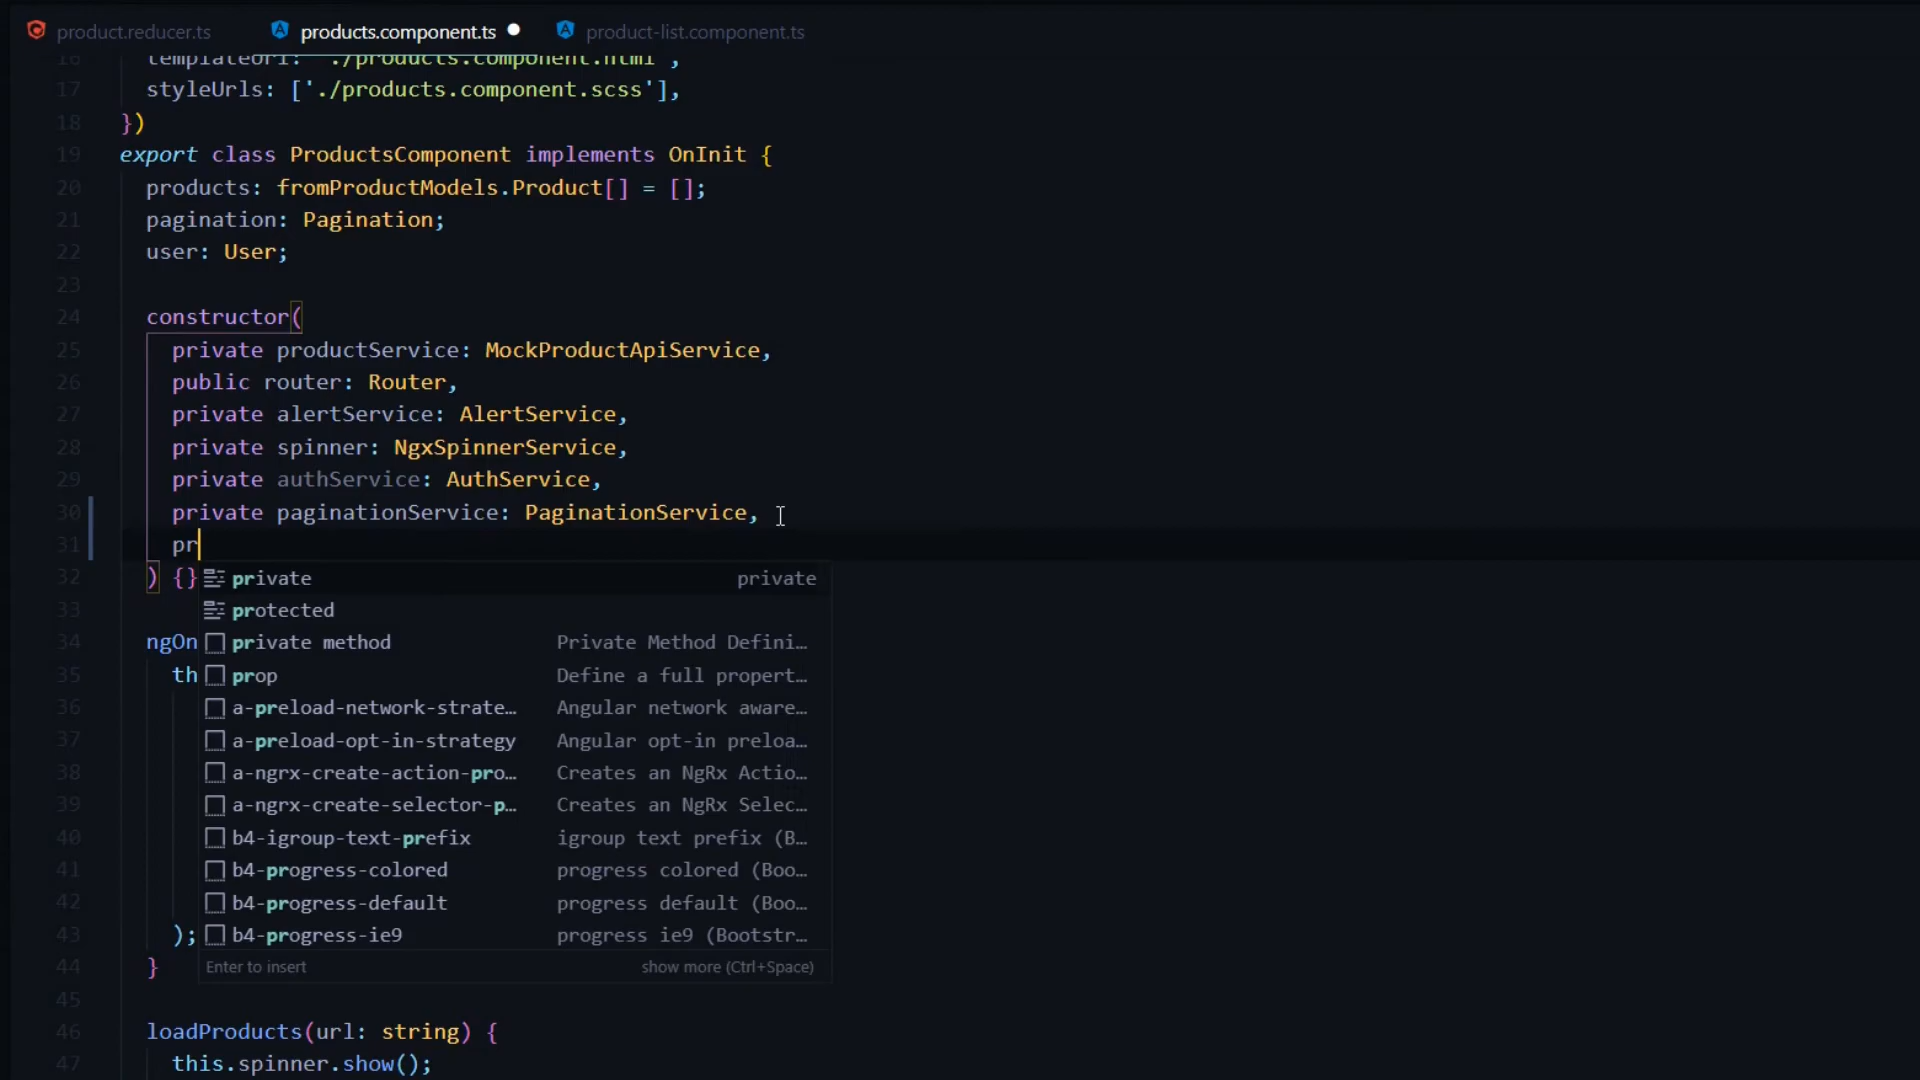 product.reducer.ts products.component.ts product-list.component.ts
16 templateUrl: './products.component.html',
17 styleUrls: ['./products.component.scss'],
18 })
19 export class ProductsComponent implements OnInit {
20 products: fromProductModels.Product[] = [];
21 pagination: Pagination;
22 user: User;
23
24 constructor(
25 private productService: MockProductApiService,
26 public router: Router,
27 private alertService: AlertService,
28 private spinner: NgxSpinnerService,
29 private authService: AuthService,
30 private paginationService: PaginationService,
31 pr
32 ) {} private private
33 protected
34 ngOn private method Private Method Defini…
35 th prop Define a full propert…
36 a-preload-network-strate… Angular network aware…
37 a-preload-opt-in-strategy Angular opt-in preloa…
38 a-ngrx-create-action-pro… Creates an NgRx Actio…
39 a-ngrx-create-selector-p… Creates an NgRx Selec…
40 b4-igroup-text-prefix igroup text prefix (B…
41 b4-progress-colored progress colored (Boo…
42 b4-progress-default progress default (Boo…
43 ); b4-progress-ie9 progress ie9 (Bootstr…
44 } Enter to insert show more (Ctrl+Space)
45
46 loadProducts(url: string) {
47 this.spinner.show();